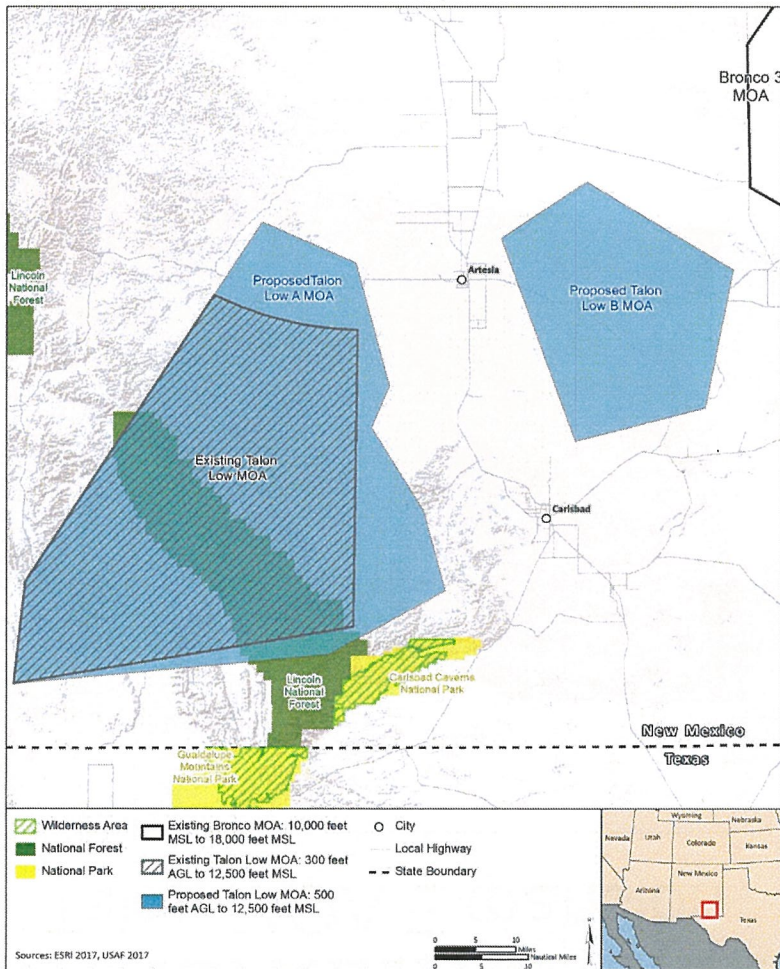 Bronco 3
MOA
Lincoln
National
Forest
Proposed Talon
Low A MOA
Artesia
Proposed Talon
Low B MOA
Existing Talon
Low MOA
Carlsbad
Lincoln
National
Forest
Carlsbad Caverns
National Park
New Mexico
Texas
Guadalupe
Mountains
National Park
Wilderness Area
National Forest
National Park
Existing Bronco MOA: 10,000 feet
MSL to 18,000 feet MSL
Existing Talon Low MOA: 300 feet
AGL to 12,500 feet MSL
Proposed Talon Low MOA: 500
feet AGL to 12,500 feet MSL
City
Local Highway
State Boundary
Wyoming
Nebraska
Nevada
Utah
Colorado
Kansas
Arizona
New Mexico
Texas
Sources: ESRI 2017, USAF 2017
0 5 10
Miles
Nautical Miles
0 5 10